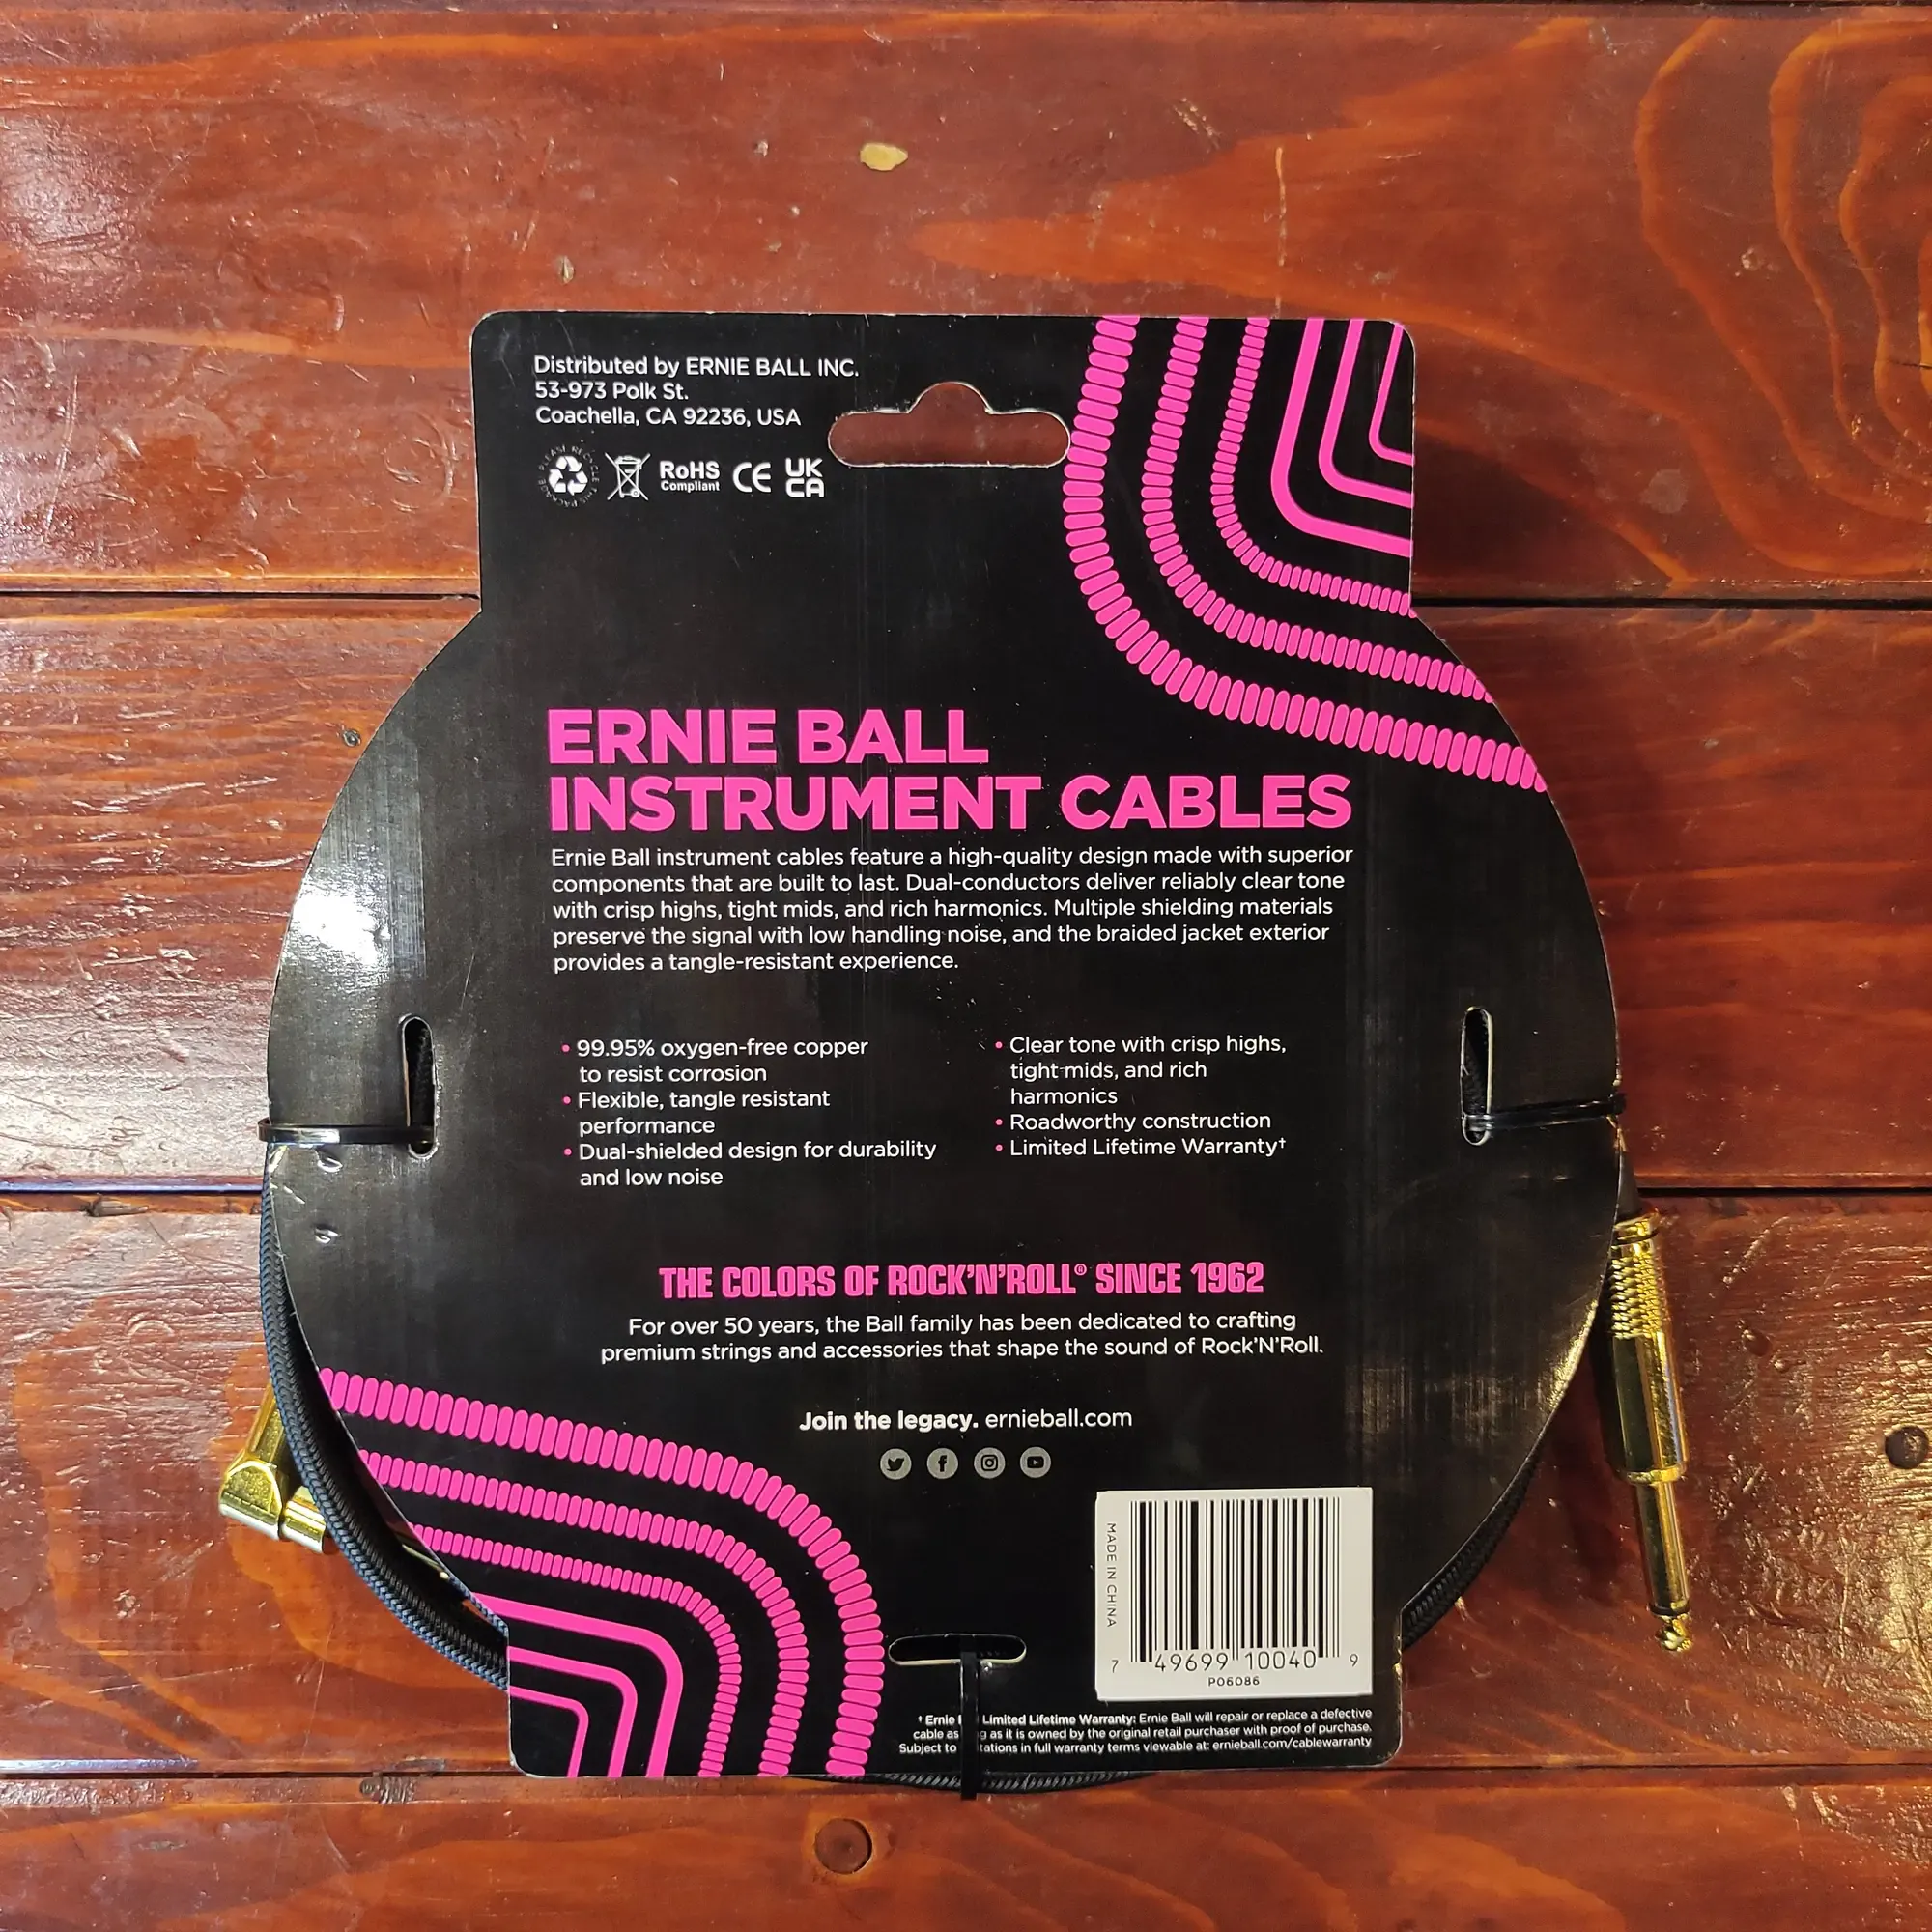 Distributed by ERNIE BALL INC.
53-973 Polk St.
Coachella, CA 92236, USA
PLEASE RECYCLE THIS PACKAGE
RoHS
Compliant
CE
UK
CA
ERNIE BALL
INSTRUMENT CABLES
Ernie Ball instrument cables feature a high-quality design made with superior
components that are built to last. Dual-conductors deliver reliably clear tone
with crisp highs, tight mids, and rich harmonics. Multiple shielding materials
preserve the signal with low handling noise, and the braided jacket exterior
provides a tangle-resistant experience.
• 99.95% oxygen-free copper
to resist corrosion
• Flexible, tangle resistant
performance
• Dual-shielded design for durability
and low noise
• Clear tone with crisp highs,
tight mids, and rich
harmonics
• Roadworthy construction
• Limited Lifetime Warranty†
THE COLORS OF ROCK'N'ROLL® SINCE 1962
For over 50 years, the Ball family has been dedicated to crafting
premium strings and accessories that shape the sound of Rock'N'Roll.
Join the legacy. ernieball.com
MADE IN CHINA
7 49699 10040 9
P06086
† Ernie Limited Lifetime Warranty: Ernie Ball will repair or replace a defective
cable as as it is owned by the original retail purchaser with proof of purchase.
Subject to in full warranty terms viewable at: ernieball.com/cablewarranty